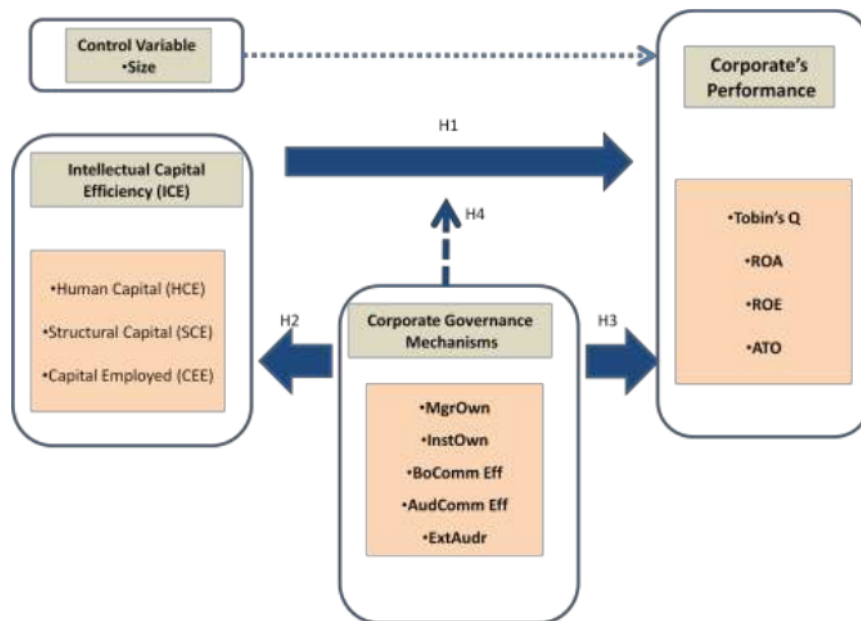 Control Variable
•Size
Corporate's
Performance
H1
Intellectual Capital
Efficiency (ICE)
•Tobin's Q
•ROA
•ROE
•ATO
H4
•Human Capital (HCE)
•Structural Capital (SCE)
•Capital Employed (CEE)
H2
Corporate Governance
Mechanisms
H3
•MgrOwn
•InstOwn
•BoComm Eff
•AudComm Eff
•ExtAudr